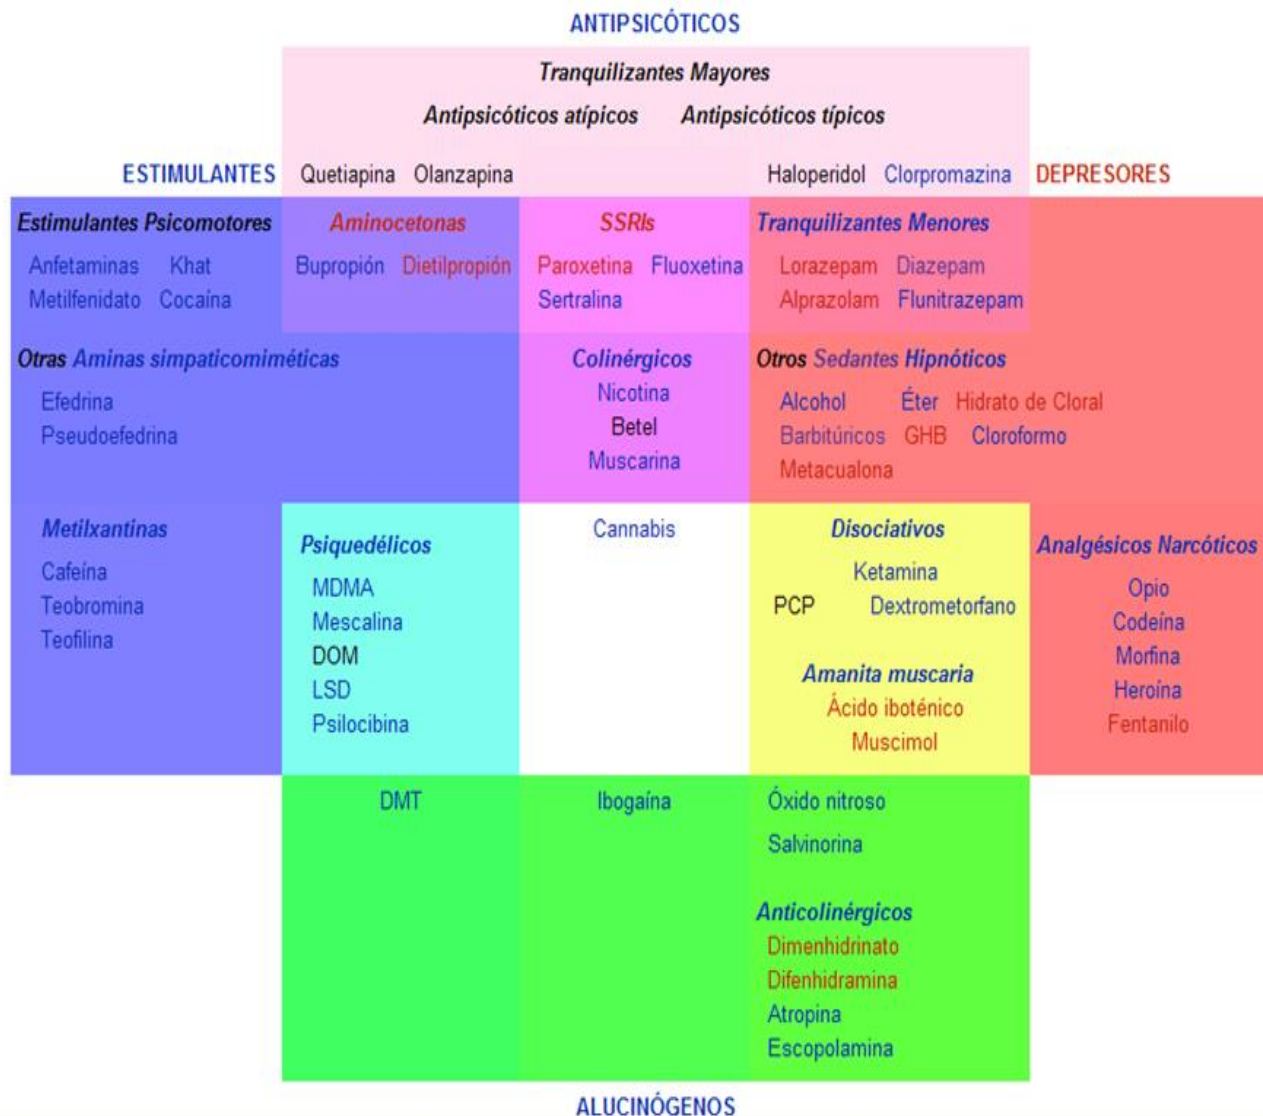 ANTIPSICÓTICOS
Tranquilizantes Mayores
Antipsicóticos atípicos Antipsicóticos típicos
ESTIMULANTES
Quetiapina Olanzapina
Haloperidol Clorpromazina
DEPRESORES
Estimulantes Psicomotores
Anfetaminas Khat
Metilfenidato Cocaína
Aminocetonas
Bupropión Dietilpropión
SSRIs
Paroxetina Fluoxetina
Sertralina
Tranquilizantes Menores
Lorazepam Diazepam
Alprazolam Flunitrazepam
Otras Aminas simpaticomiméticas
Efedrina
Pseudoefedrina
Colinérgicos
Nicotina
Betel
Muscarina
Otros Sedantes Hipnóticos
Alcohol Éter Hidrato de Cloral
Barbitúricos GHB Cloroformo
Metacualona
Metilxantinas
Cafeína
Teobromina
Teofilina
Psiquedélicos
MDMA
Mescalina
DOM
LSD
Psilocibina
Cannabis
Disociativos
Ketamina
PCP Dextrometorfano
Amanita muscaria
Ácido iboténico
Muscimol
Analgésicos Narcóticos
Opio
Codeína
Morfina
Heroína
Fentanilo
DMT
Ibogaína
Óxido nitroso
Salvinorina
Anticolinérgicos
Dimenhidrinato
Difenhidramina
Atropina
Escopolamina
ALUCINÓGENOS